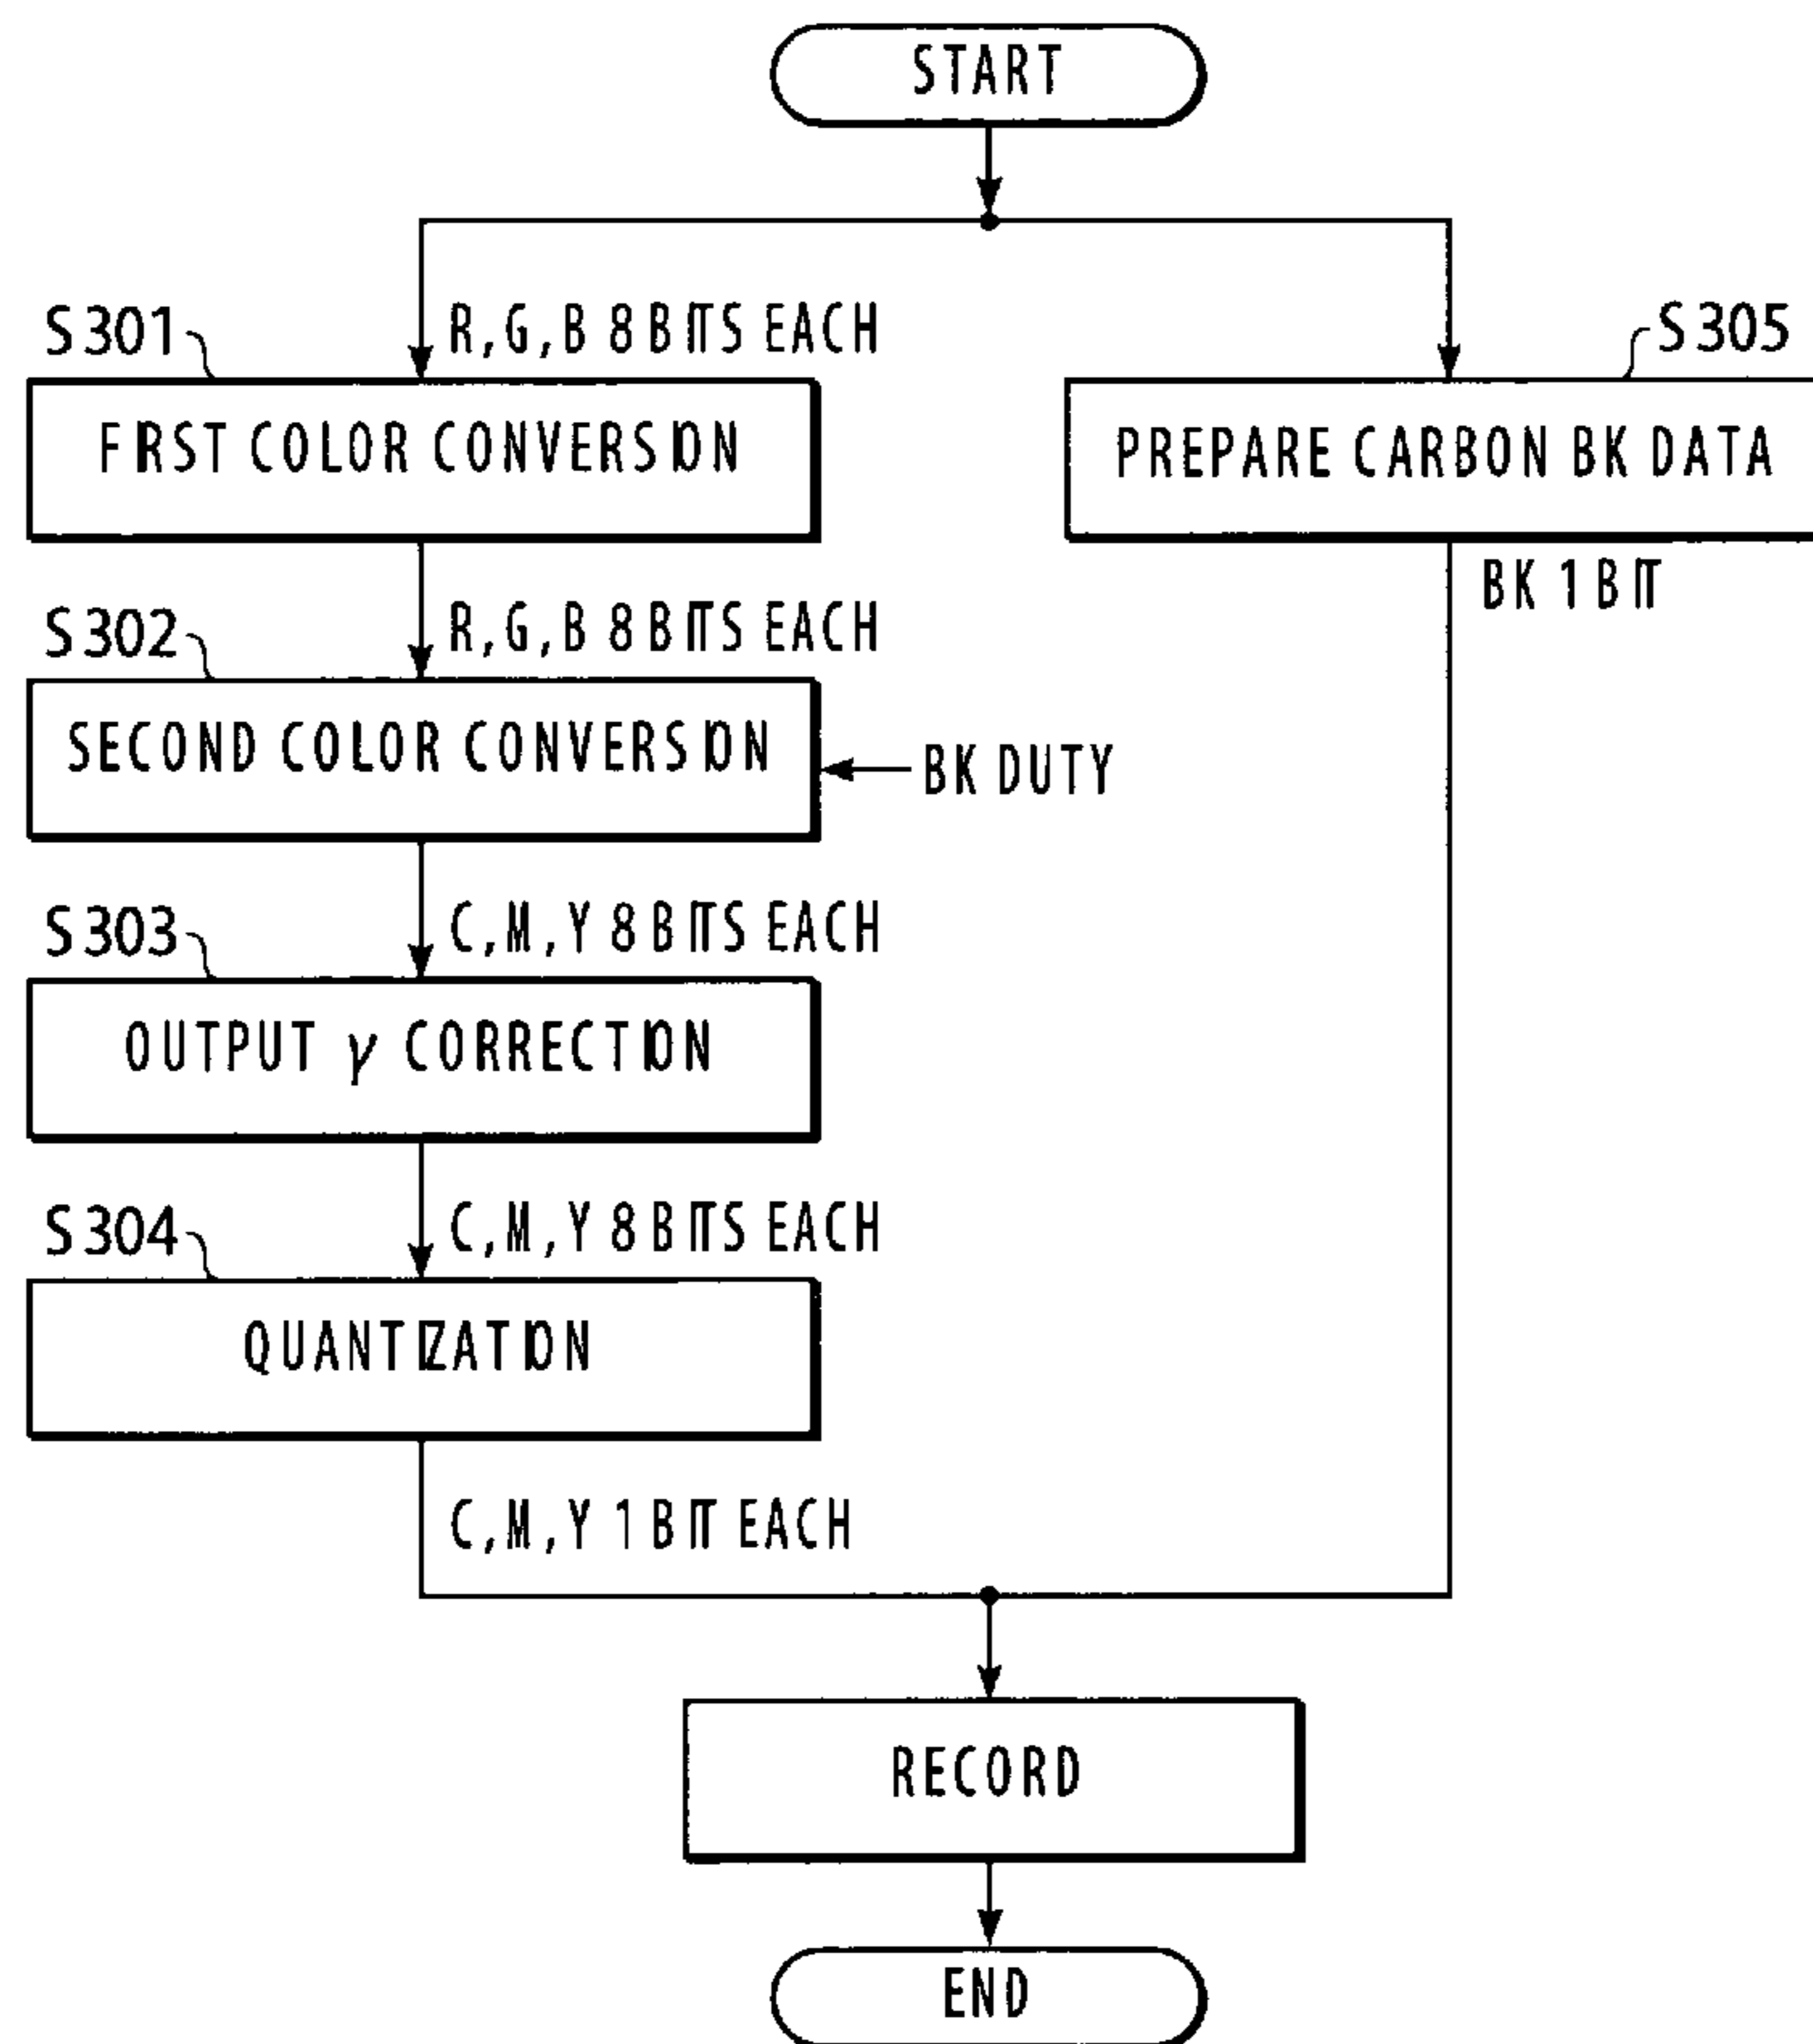 START
R,G,B 8 BITS EACH
S301
S305
FIRST COLOR CONVERSION
PREPARE CARBON BK DATA
BK 1 BIT
R,G,B 8 BITS EACH
S302
SECOND COLOR CONVERSION
BK DUTY
C,M,Y 8 BITS EACH
S303
OUTPUT γ CORRECTION
C,M,Y 8 BITS EACH
S304
QUANTIZATION
C,M,Y 1 BIT EACH
RECORD
END